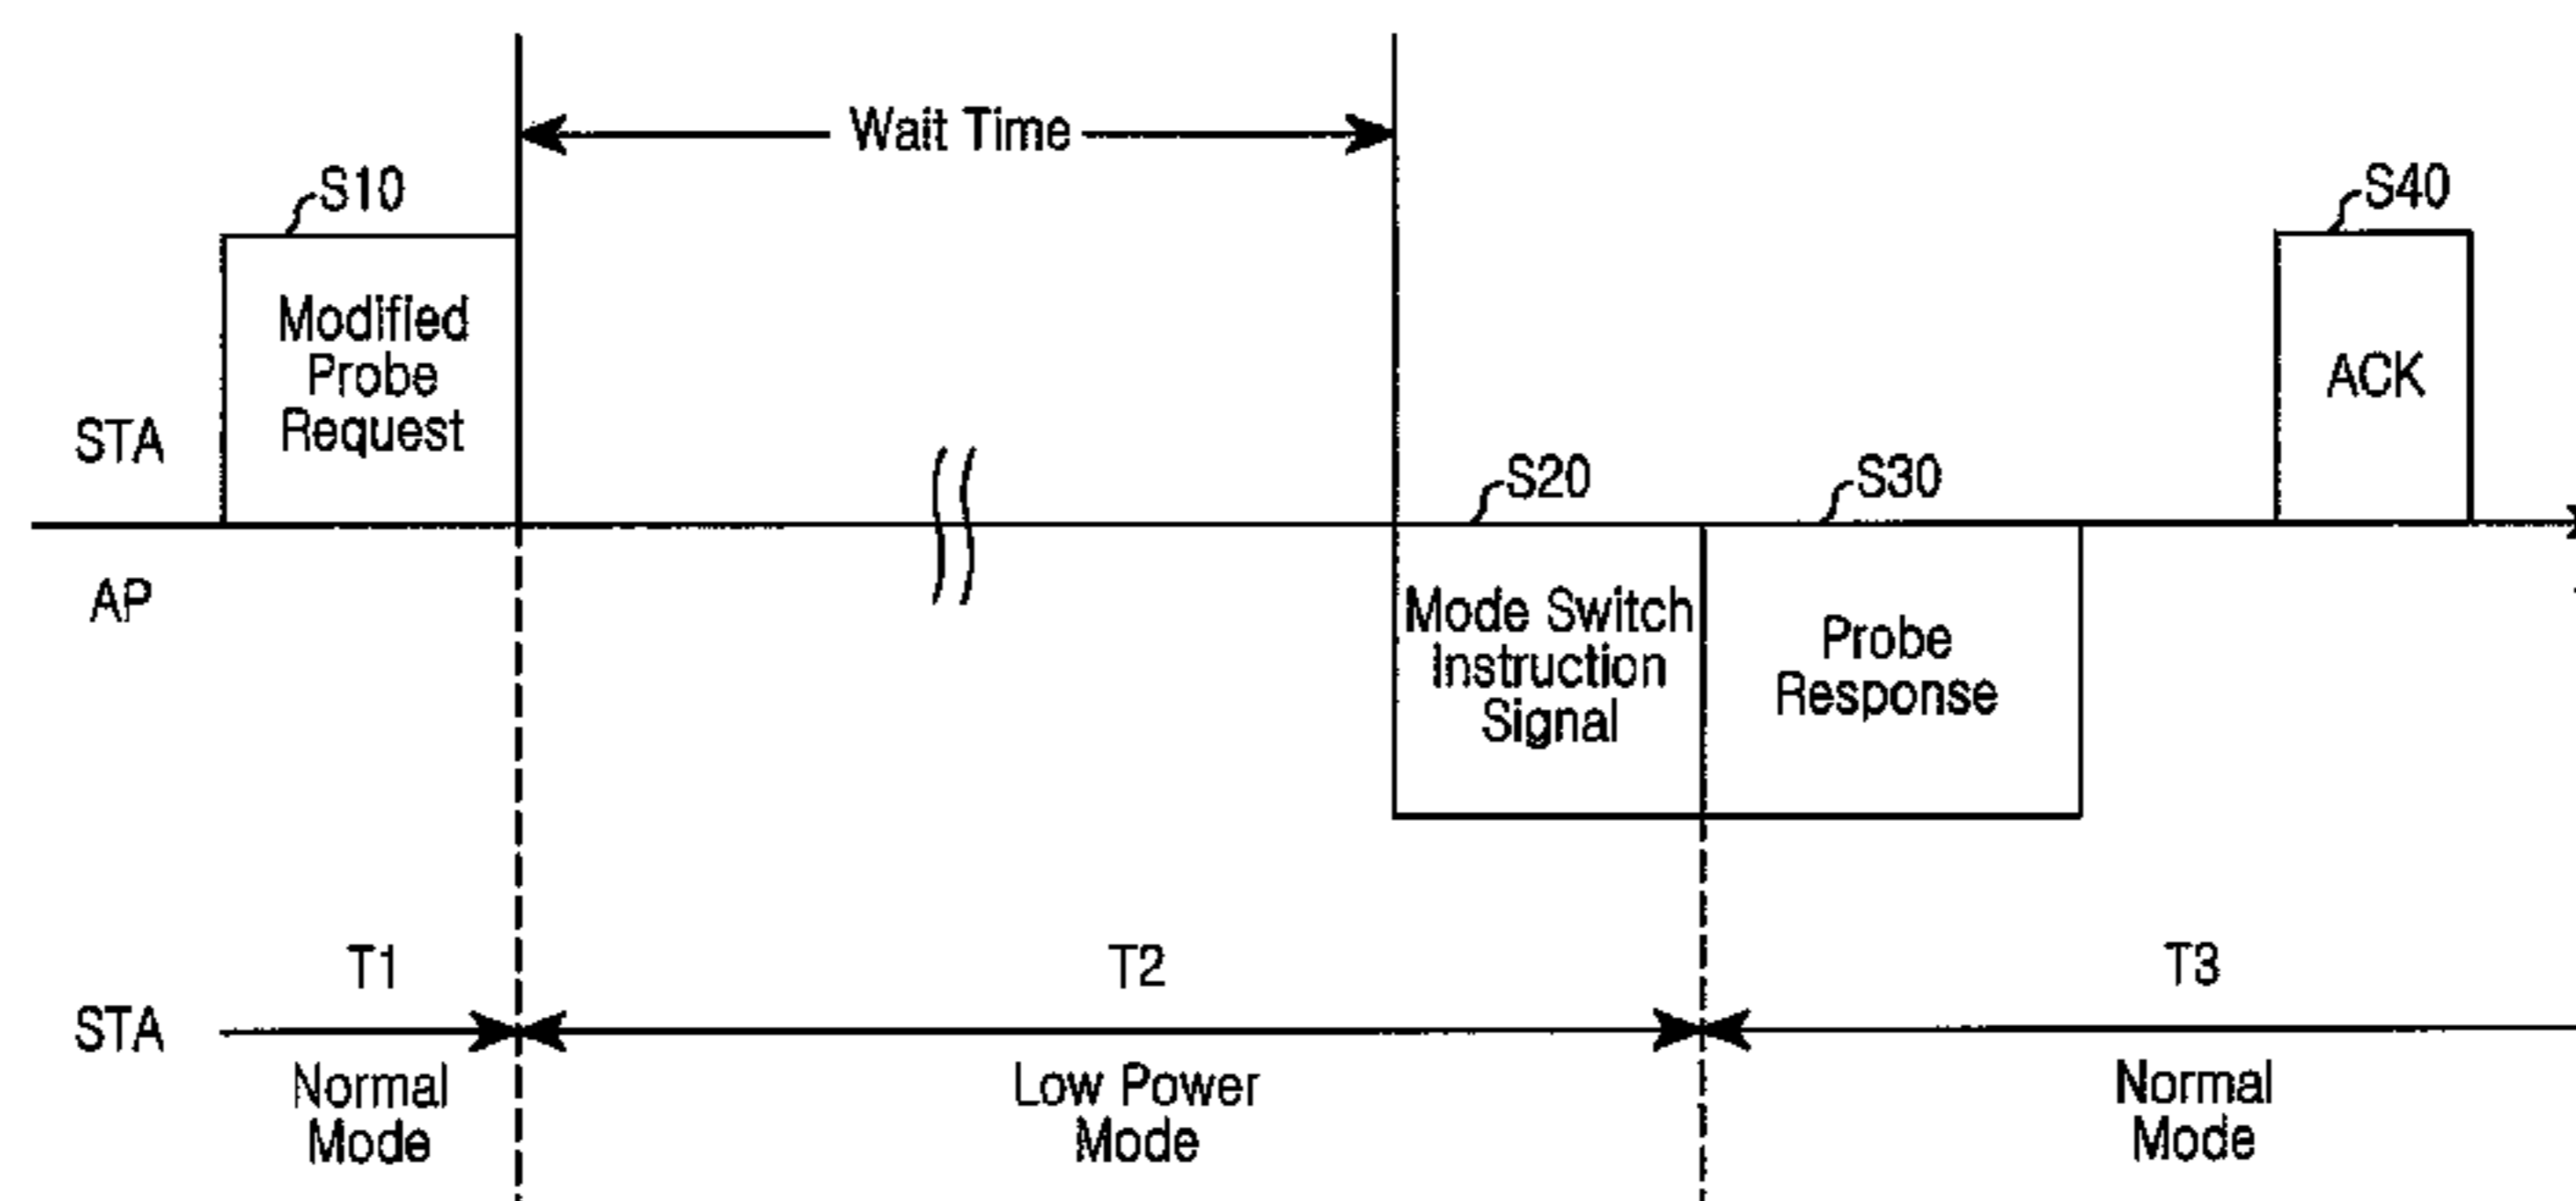 Wait Time
S10
S40
Modified
Probe
Request
ACK
STA
S20
S30
AP
Mode Switch
Instruction
Signal
Probe
Response
T1
T2
T3
STA
Normal
Mode
Low Power
Mode
Normal
Mode